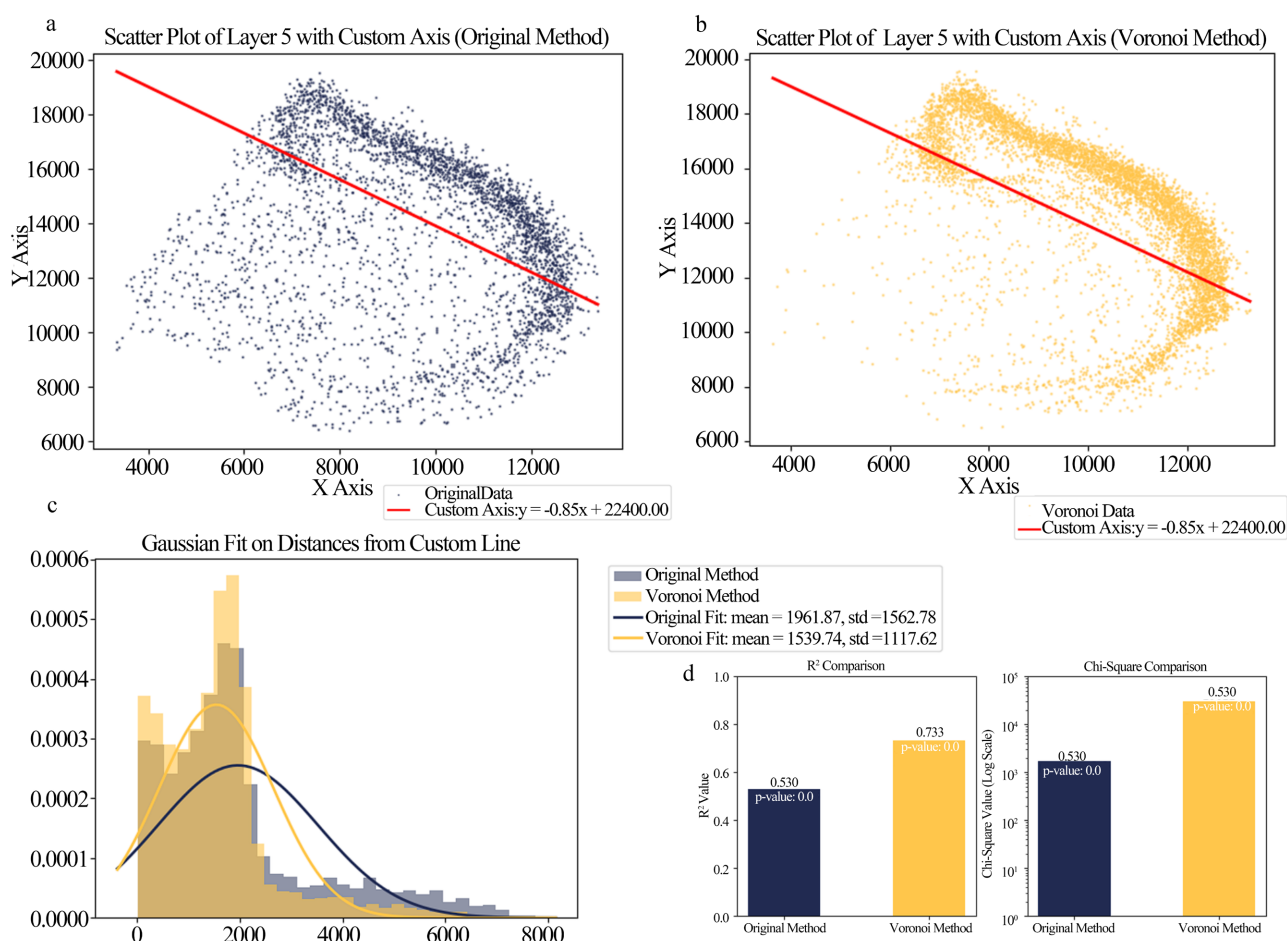 a
Scatter Plot of Layer 5 with Custom Axis (Original Method)
20000
18000
16000
14000
12000
10000
8000
6000
Y Axis
4000 6000 8000 10000 12000
X Axis
OriginalData
Custom Axis:y = -0.85x + 22400.00
b
Scatter Plot of Layer 5 with Custom Axis (Voronoi Method)
20000
18000
16000
14000
12000
10000
8000
6000
Y Axis
4000 6000 8000 10000 12000
X Axis
Voronoi Data
Custom Axis:y = -0.85x + 22400.00
c
Gaussian Fit on Distances from Custom Line
0.0006
0.0005
0.0004
0.0003
0.0002
0.0001
0.0000
0 2000 4000 6000 8000
Original Method
Voronoi Method
Original Fit: mean = 1961.87, std =1562.78
Voronoi Fit: mean = 1539.74, std =1117.62
d
R² Comparison
1.0
0.8
0.6
0.4
0.2
0.0
R² Value
0.530
p-value: 0.0
0.733
p-value: 0.0
Original Method Voronoi Method
Chi-Square Comparison
10⁵
10⁴
10³
10²
10¹
10⁰
Chi-Square Value (Log Scale)
0.530
p-value: 0.0
0.530
p-value: 0.0
Original Method Voronoi Method